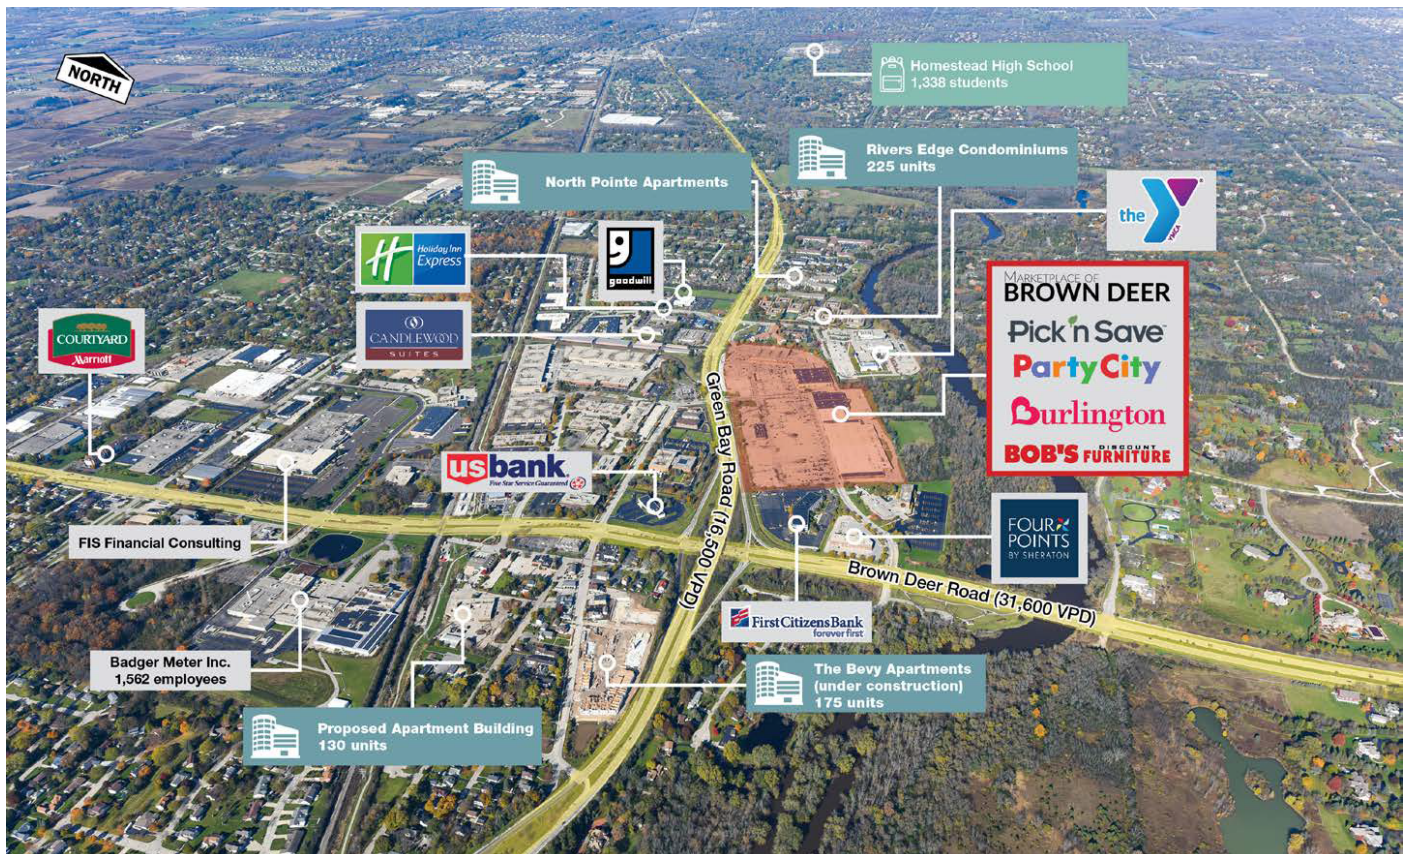 NORTH
Homestead High School
1,338 students
Rivers Edge Condominiums
225 units
North Pointe Apartments
the
Y
YMCA
Holiday Inn
Express
g
goodwill
MARKETPLACE OF
BROWN DEER
Pick 'n Save
Party City
Burlington
BOB'S DISCOUNT
FURNITURE
COURTYARD
Marriott
CANDLEWOOD
SUITES
Green Bay Road (16,500 VPD)
usbank.
Five Star Service Guaranteed
FOUR
POINTS
BY SHERATON
FIS Financial Consulting
Brown Deer Road (31,600 VPD)
First Citizens Bank
forever first
Badger Meter Inc.
1,562 employees
The Bevy Apartments
(under construction)
175 units
Proposed Apartment Building
130 units